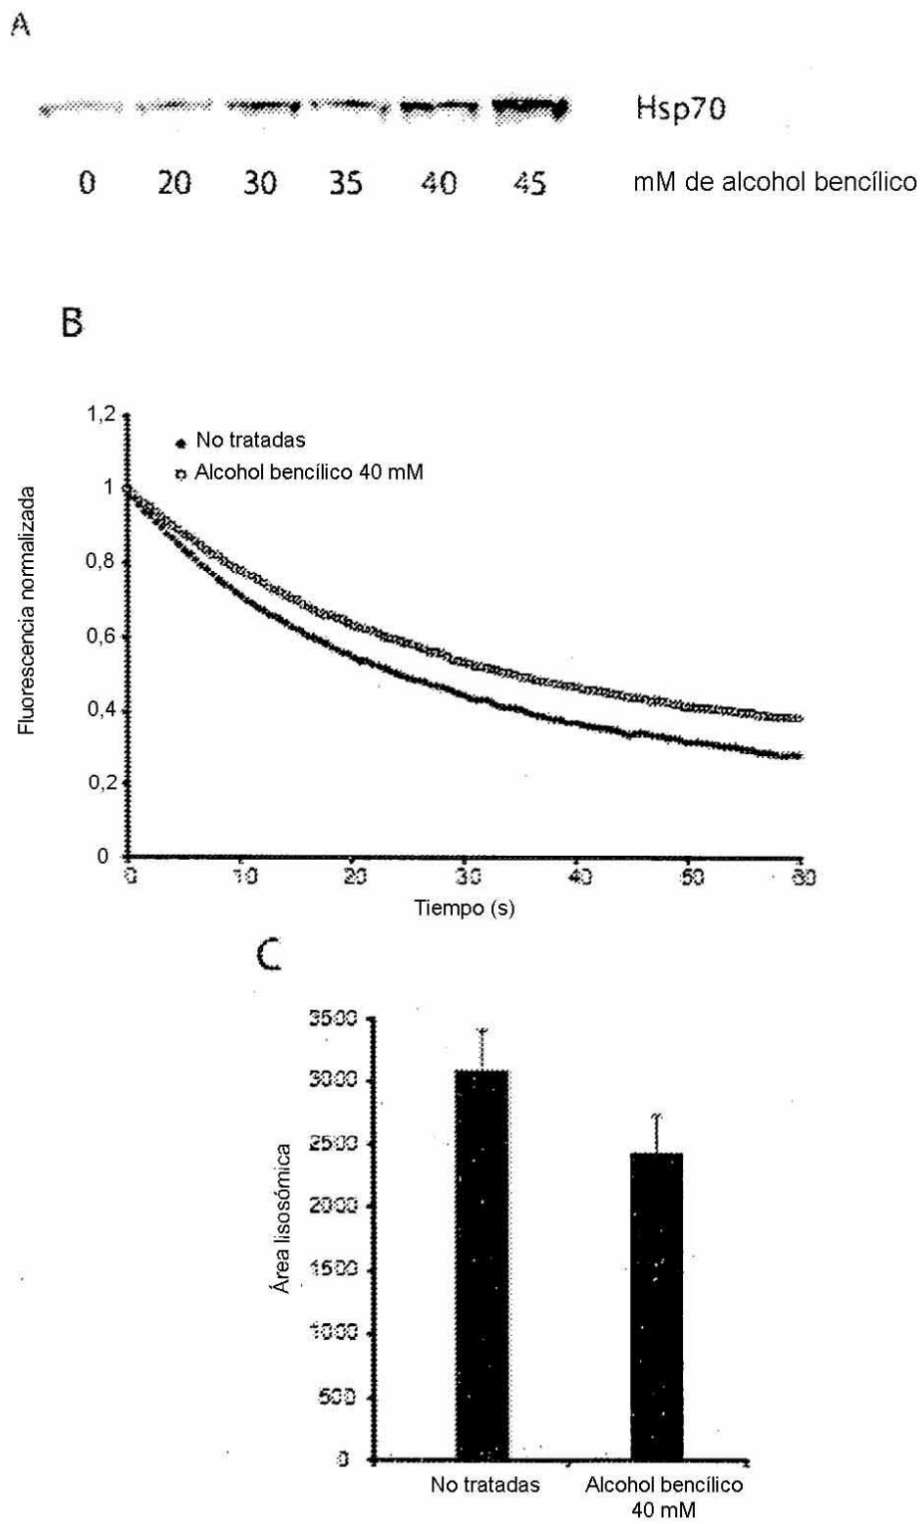 A
Hsp70
0 20 30 35 40 45 mM de alcohol bencílico
B
1,2
1
0,8
0,6
0,4
0,2
0
No tratadas
Alcohol bencílico 40 mM
Fluorescencia normalizada
0 10 20 30 40 50 60
Tiempo (s)
C
3500
3000
2500
2000
1500
1000
500
0
Área lisosómica
No tratadas
Alcohol bencílico
40 mM